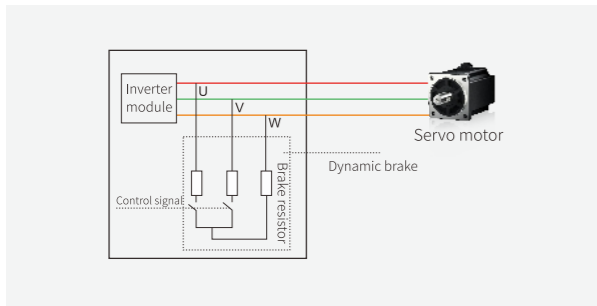 Inverter
module
U
V
W
Servo motor
Dynamic brake
Brake resistor
Control signal